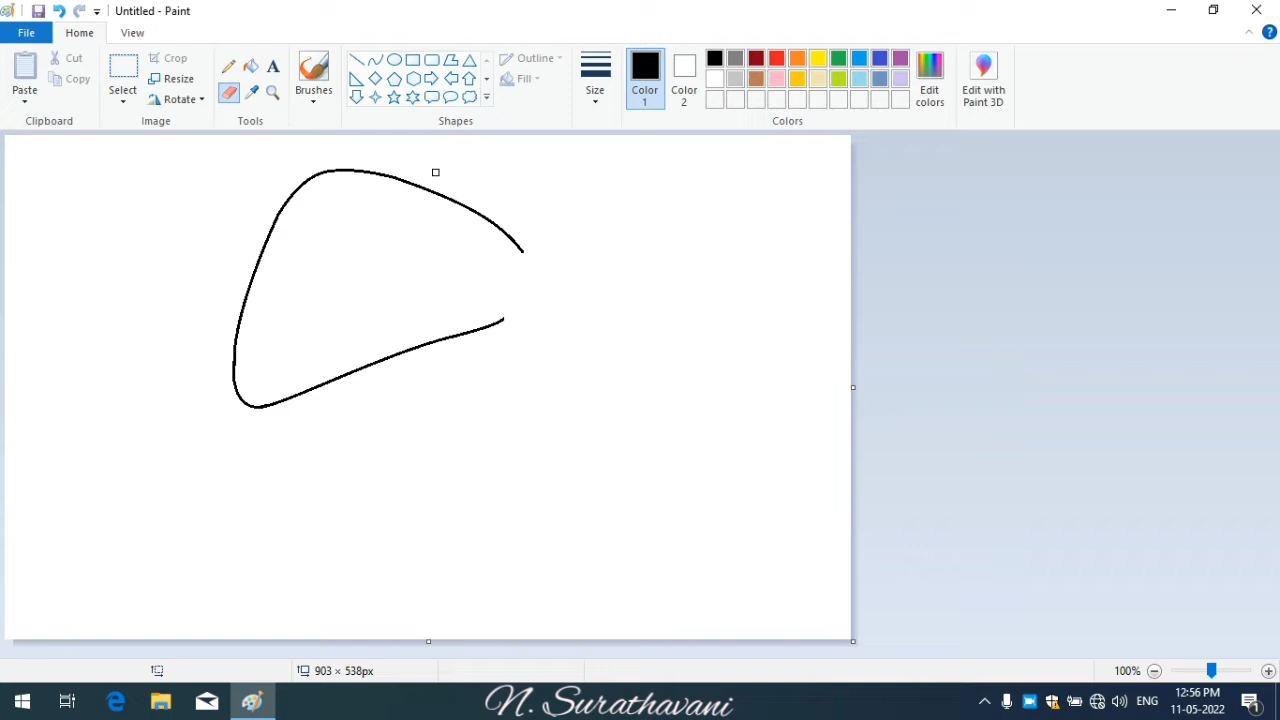 Untitled - Paint
File Home View
Cut
Copy
Paste
Clipboard
Crop
Resize
Rotate
Select
Image
Tools
Brushes
Outline
Fill
Shapes
Size
Color 1
Color 2
Edit colors
Colors
Edit with Paint 3D
903 × 538px
100%
N. Surathavani
ENG
12:56 PM
11-05-2022
1